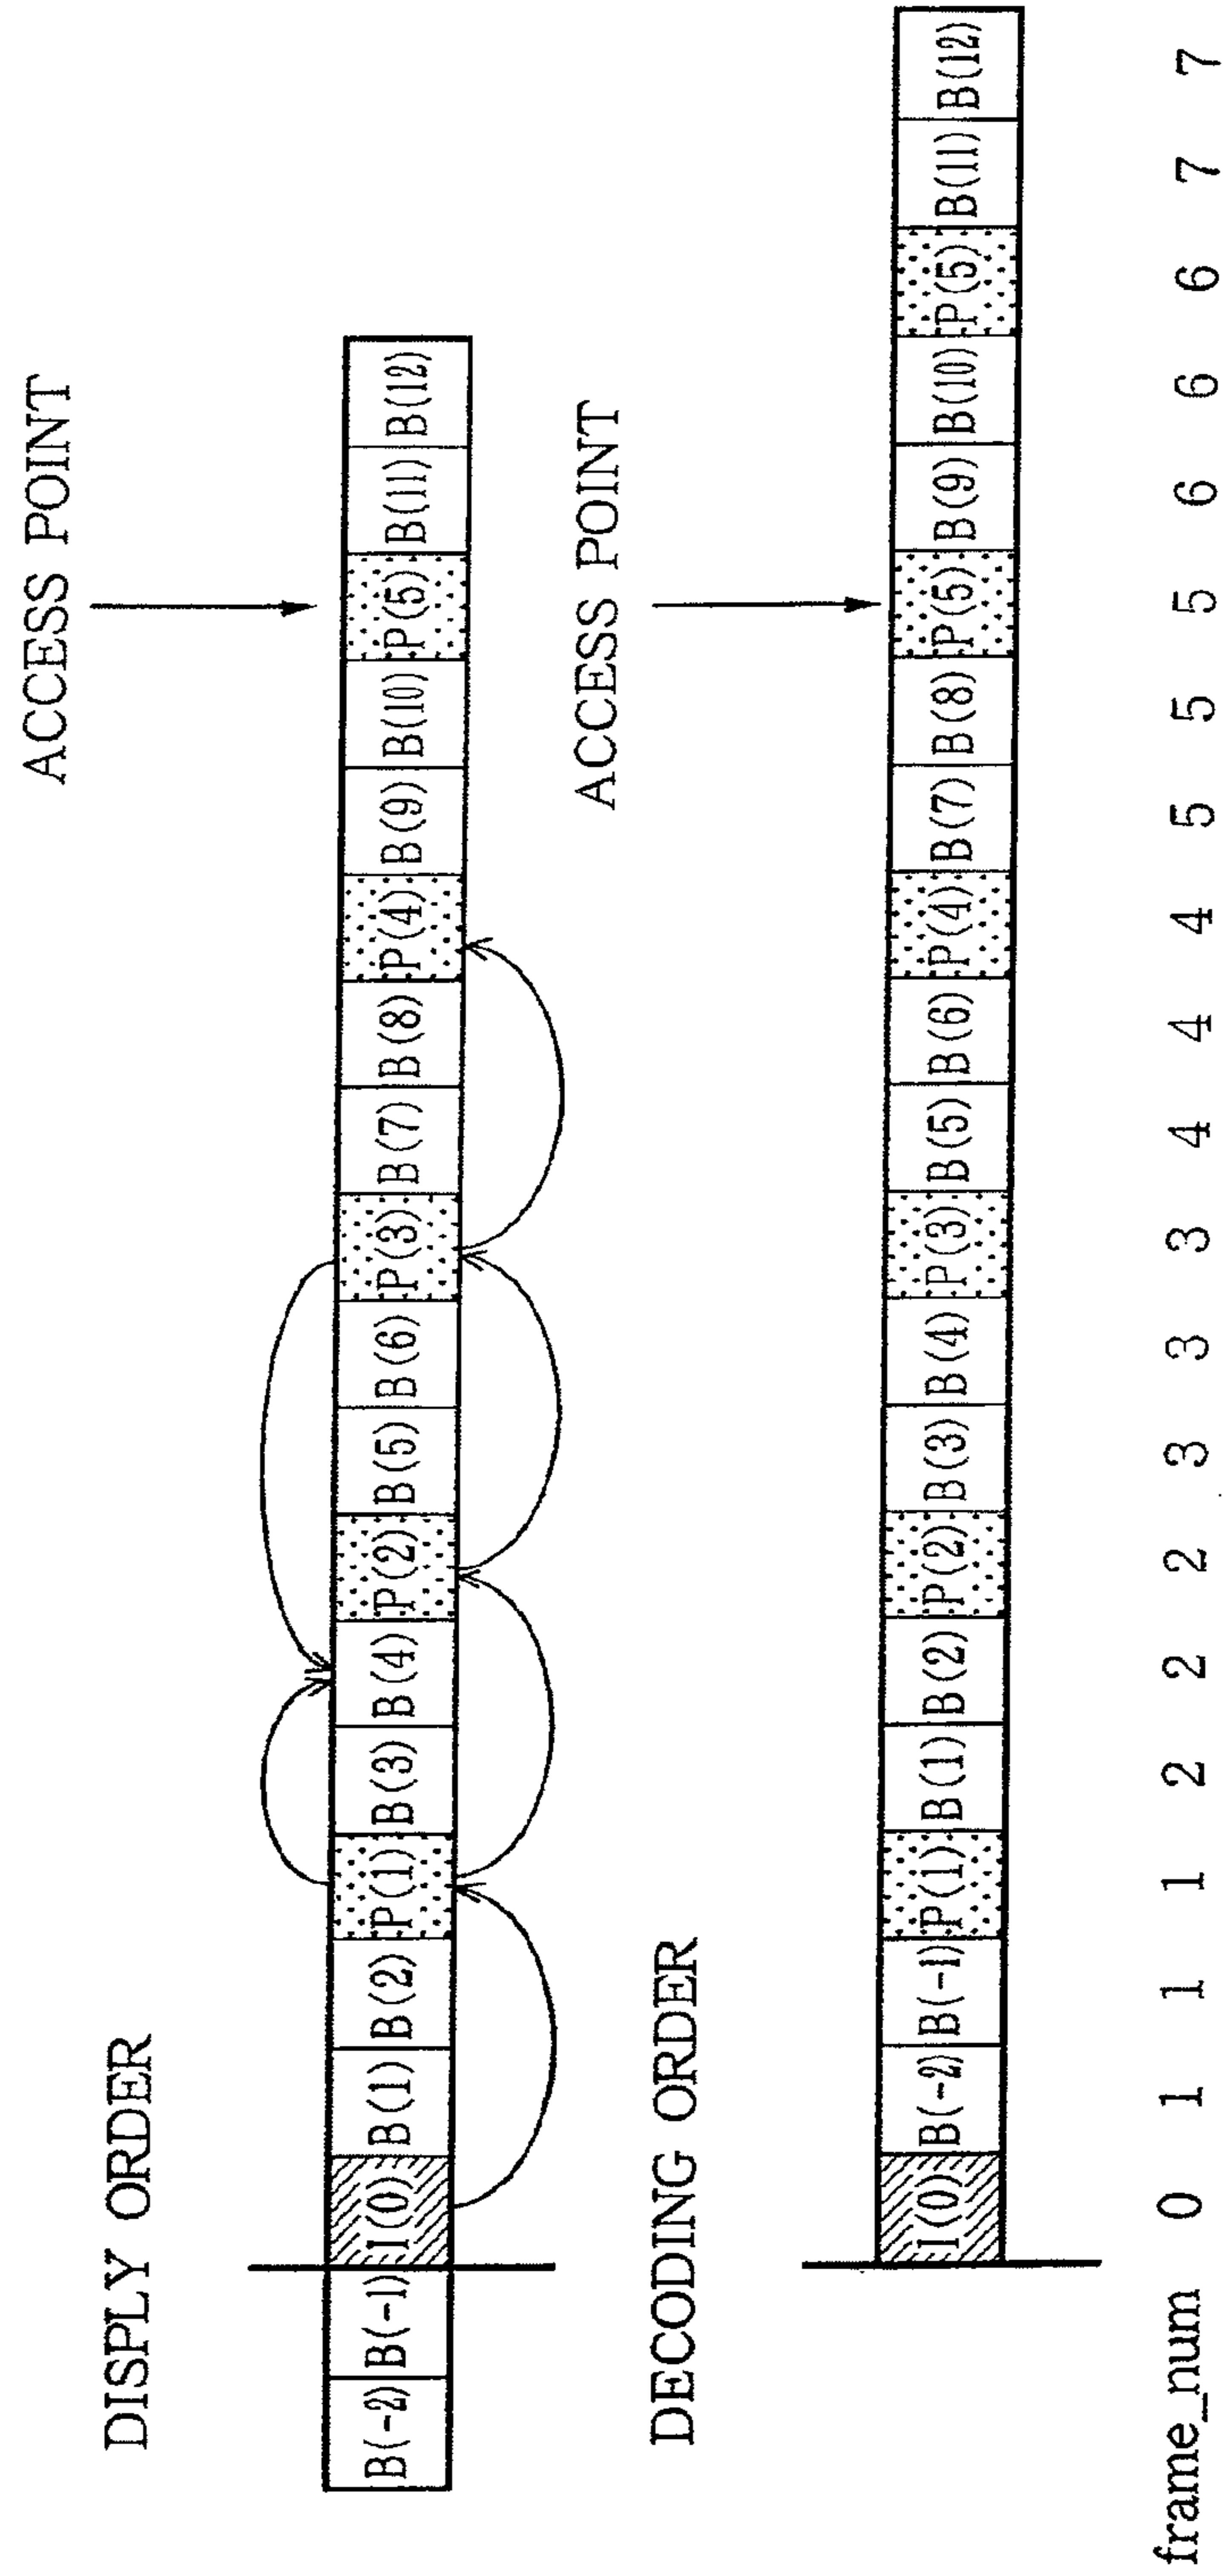 ACCESS POINT
DISPLY ORDER
B(-2) B(-1) I(0) B(1) B(2) P(1) B(3) B(4) P(2) B(5) B(6) P(3) B(7) B(8) P(4) B(9) B(10) P(5) B(11) B(12)
ACCESS POINT
DECODING ORDER
I(0) B(-2) B(-1) P(1) B(1) B(2) P(2) B(3) B(4) P(3) B(5) B(6) P(4) B(7) B(8) P(5) B(9) B(10) P(5) B(11) B(12)
frame_num 0 1 1 1 2 2 2 3 3 3 4 4 4 5 5 5 6 6 6 7 7